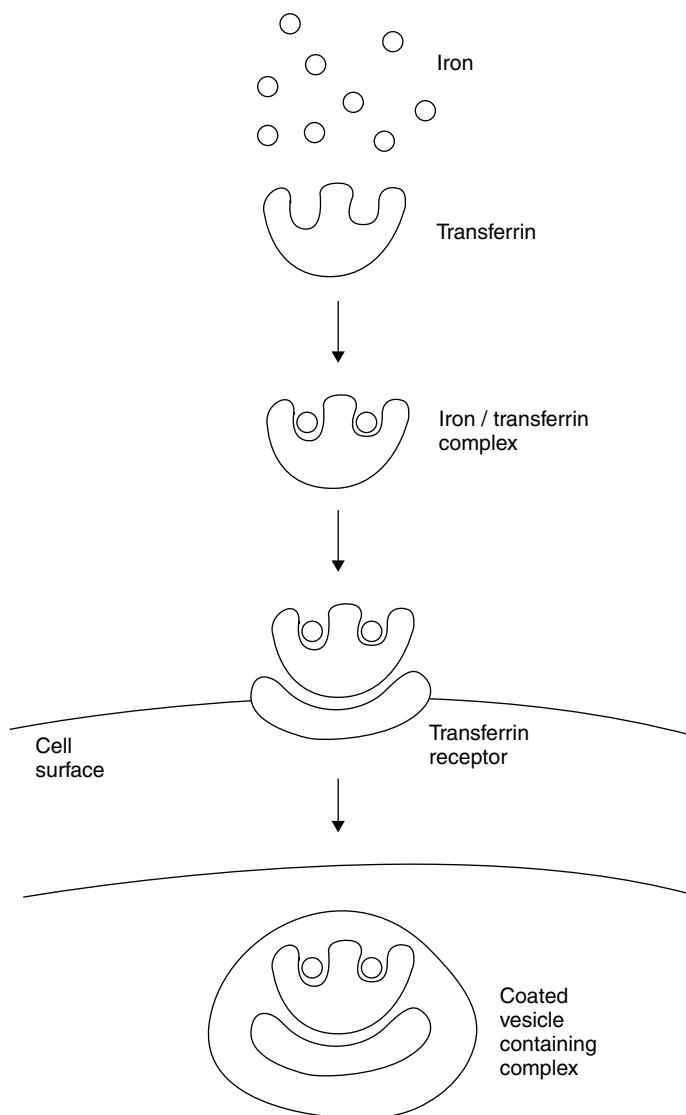 Iron
Transferrin
Iron / transferrin
complex
Transferrin
receptor
Cell
surface
Coated
vesicle
containing
complex